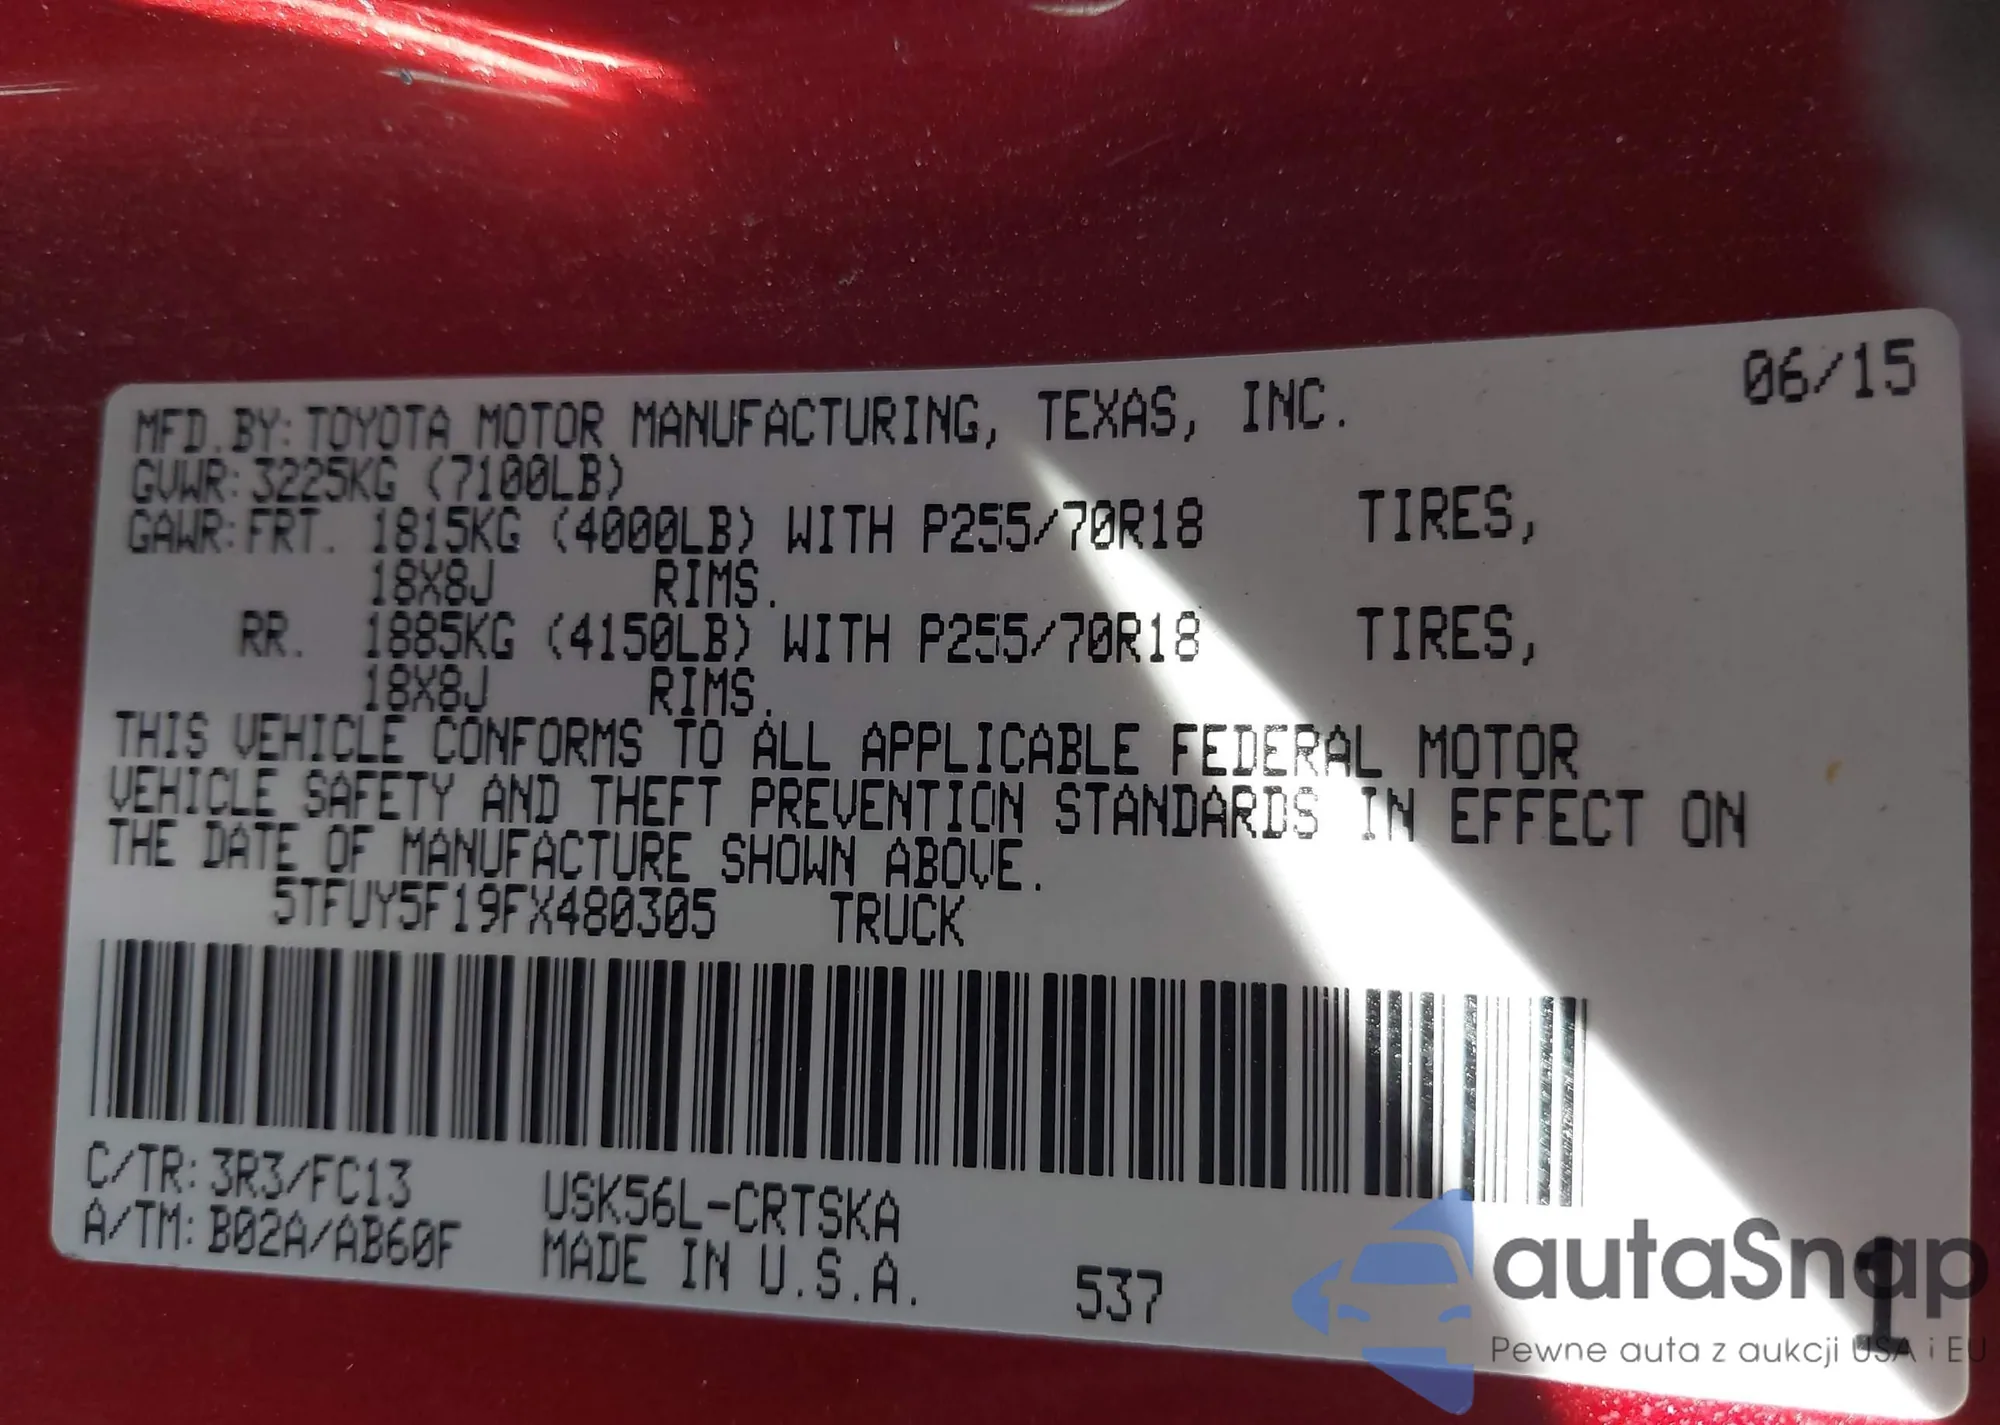 06/15
MFD.BY: TOYOTA MOTOR MANUFACTURING, TEXAS, INC.
GVWR: 3225KG (7100LB)
GAWR: FRT. 1815KG (4000LB) WITH P255/70R18 TIRES,
18X8J RIMS.
RR. 1885KG (4150LB) WITH P255/70R18 TIRES,
18X8J RIMS.
THIS VEHICLE CONFORMS TO ALL APPLICABLE FEDERAL MOTOR
VEHICLE SAFETY AND THEFT PREVENTION STANDARDS IN EFFECT ON
THE DATE OF MANUFACTURE SHOWN ABOVE.
5TFUY5F19FX480305 TRUCK
C/TR: 3R3/FC13 USK56L-CRTSKA
A/TM: B02A/AB60F MADE IN U.S.A. 537 1
autaSnap
Pewne auta z aukcji USA i EU